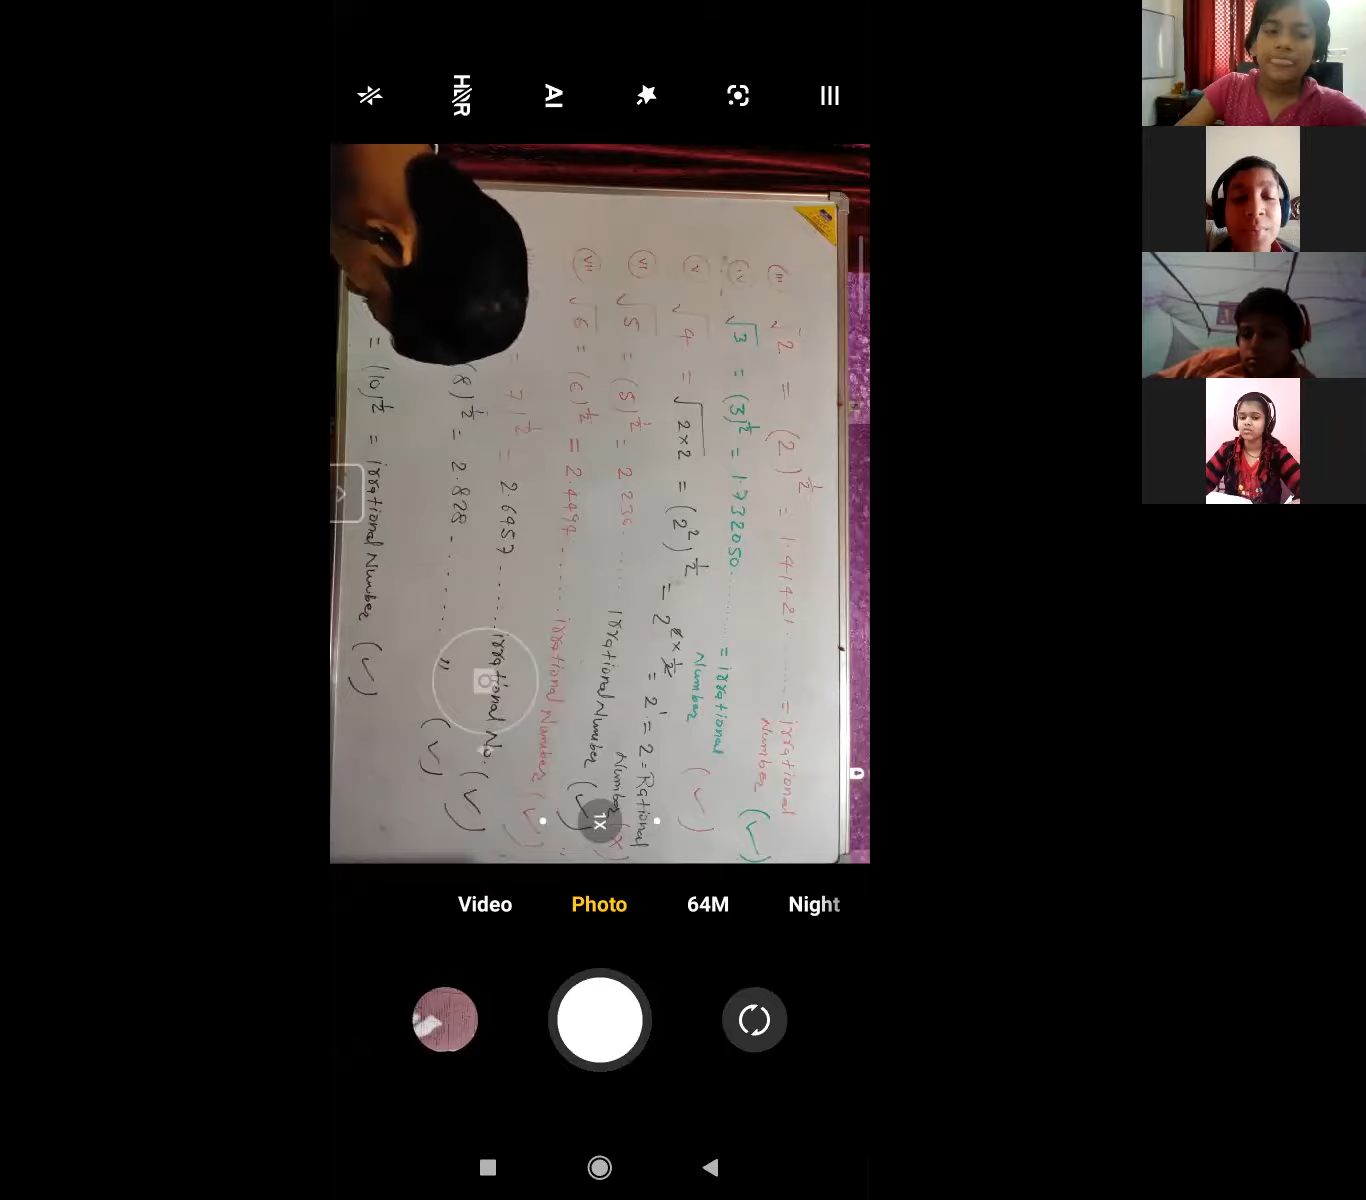 HDR
AI
(III) √2 = (2)^½ = 1.41421....... = irrational Number (✓)
(IV) √3 = (3)^½ = 1.732050.......... = irrational Number (✓)
(V) √4 = √2×2 = (2²)^½ = 2^2×½ = 2¹ = 2 = Rational Number (×)
(VI) √5 = (5)^½ = 2.236....... irrational Number (✓)
(VII) √6 = (6)^½ = 2.449....... irrational Number (✓)
= 7)^½ = 2.6457....... irrational No. (✓)
(8)^½ = 2.828 ....... " (✓)
= (10)^½ = irrational Number (✓)
1X
Video Photo 64M Night